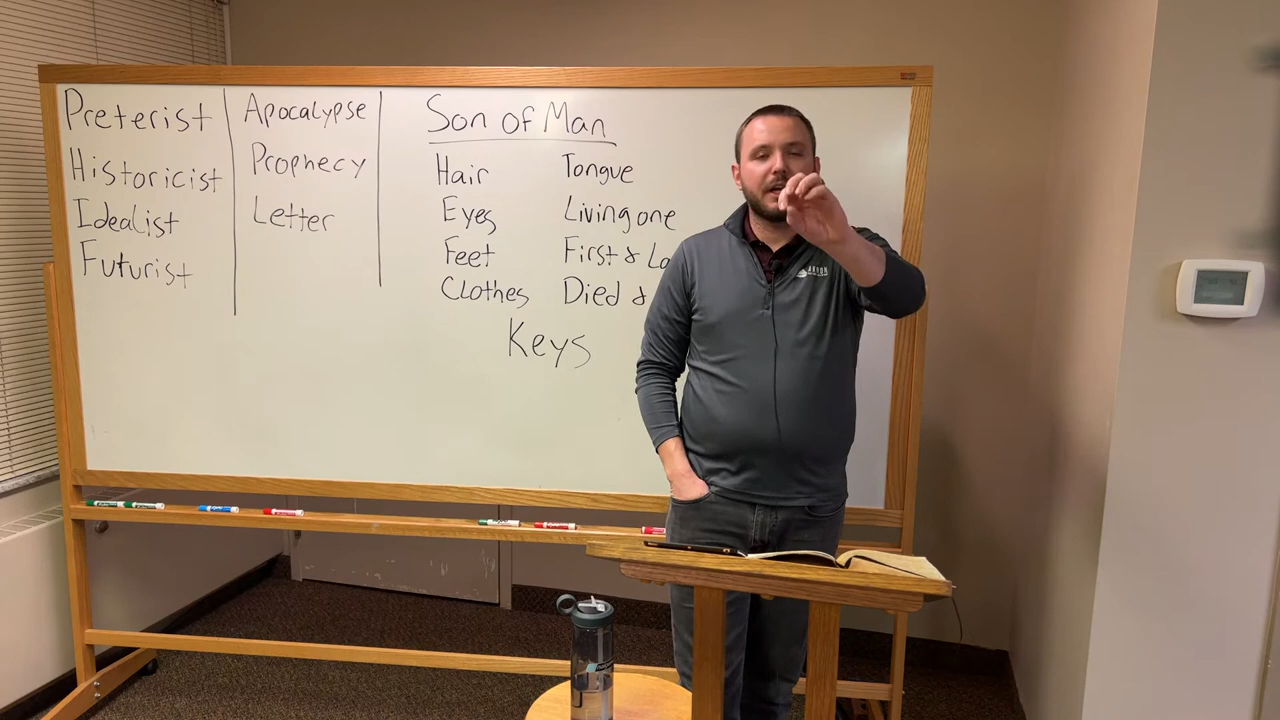 Preterist
Historicist
Idealist
Futurist
Apocalypse
Prophecy
Letter
Son of Man
Hair
Tongue
Eyes
Living one
Feet
First &
Clothes
Died &
Keys